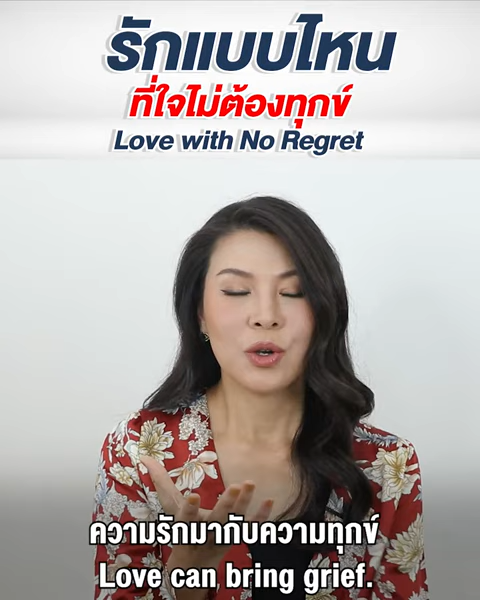 รักแบบไหน
ที่ใจไม่ต้องทุกข์
Love with No Regret
ความรักมากับความทุกข์
Love can bring grief.